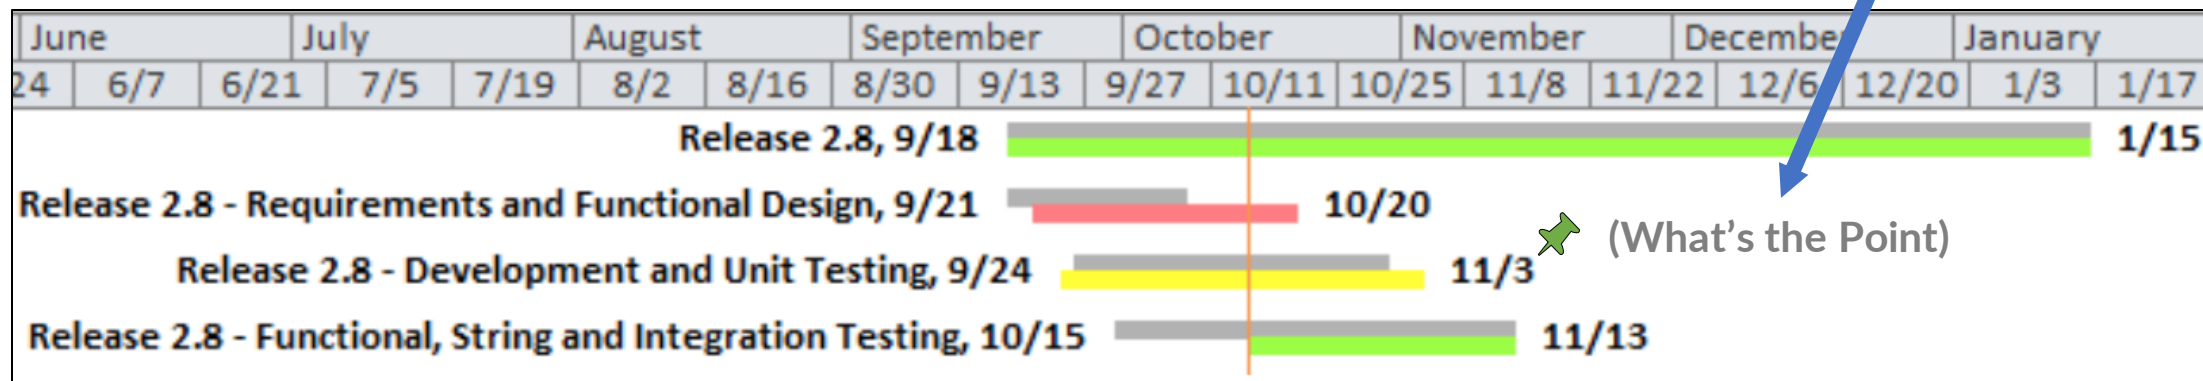 June July August September October November December January
24 6/7 6/21 7/5 7/19 8/2 8/16 8/30 9/13 9/27 10/11 10/25 11/8 11/22 12/6 12/20 1/3 1/17
Release 2.8, 9/18 1/15
Release 2.8 - Requirements and Functional Design, 9/21 10/20
(What’s the Point)
Release 2.8 - Development and Unit Testing, 9/24 11/3
Release 2.8 - Functional, String and Integration Testing, 10/15 11/13